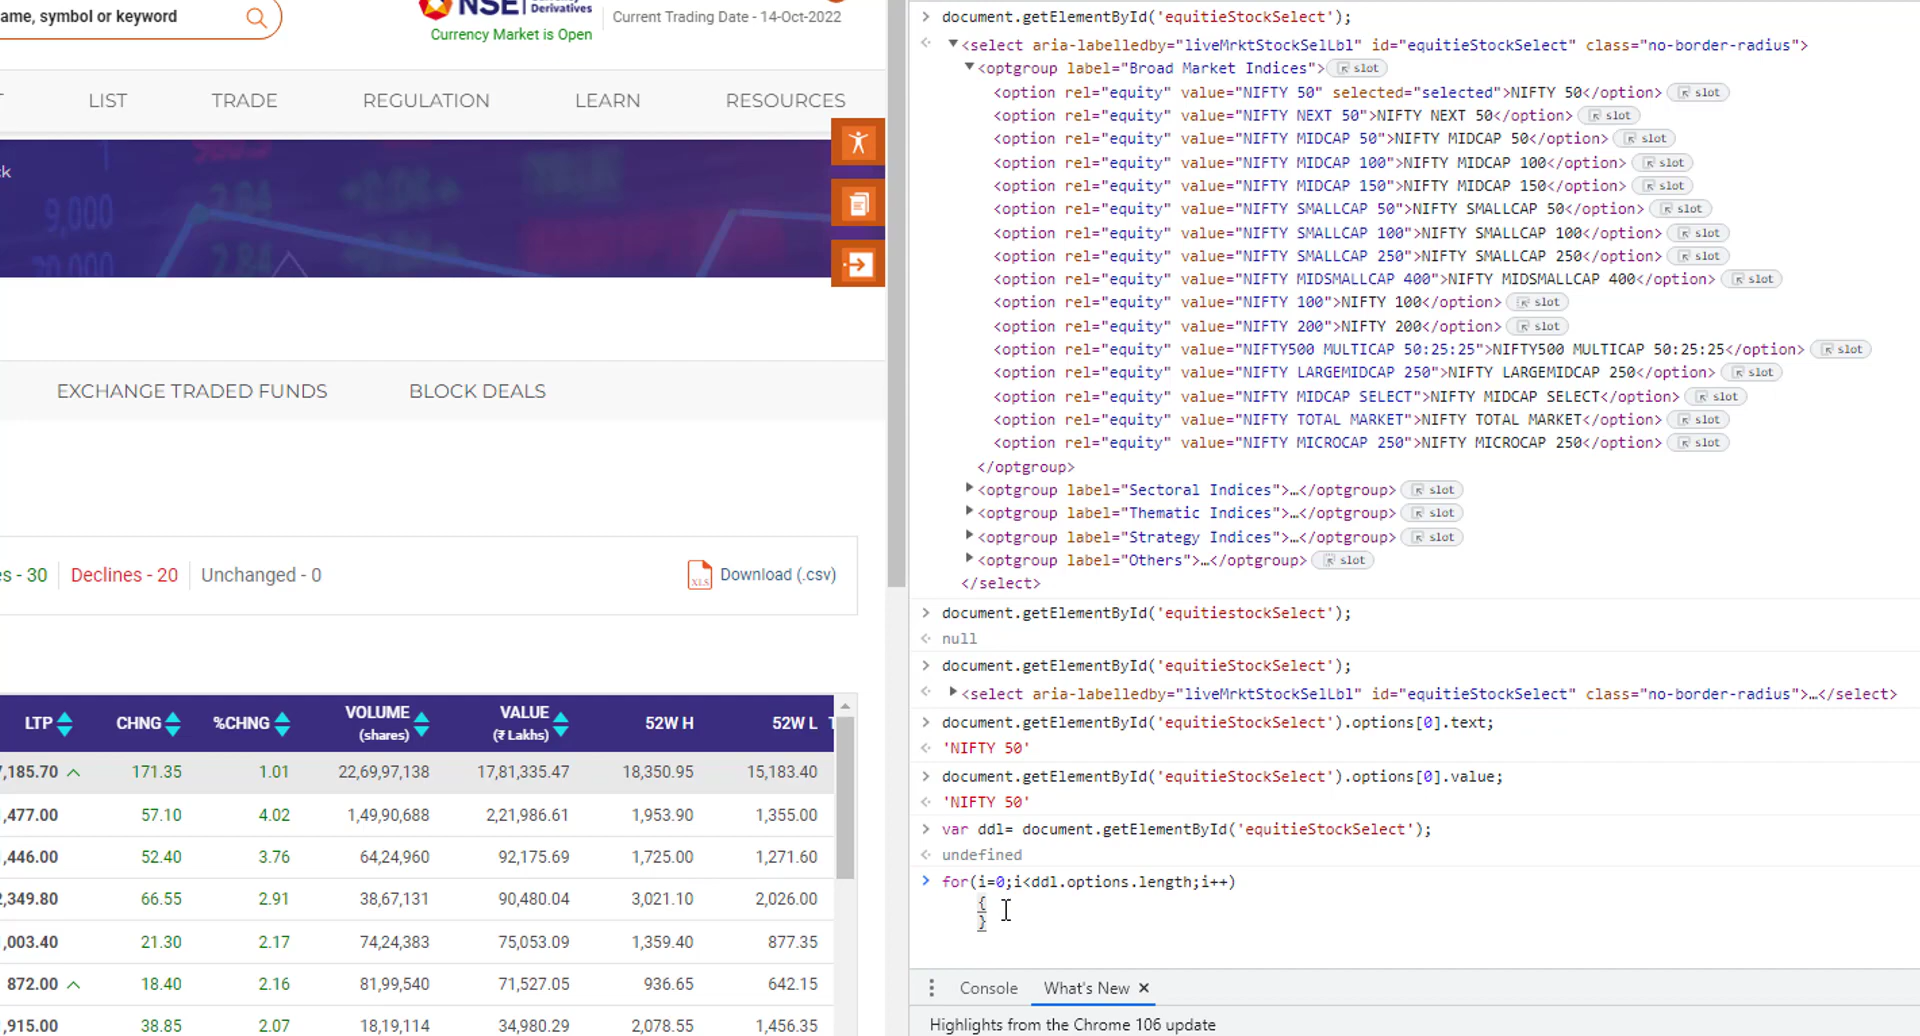 ame, symbol or keyword
NSE
Derivatives
Current Trading Date - 14-Oct-2022
Currency Market is Open
LIST
TRADE
REGULATION
LEARN
RESOURCES
ck
9,000
2.84
EXCHANGE TRADED FUNDS
BLOCK DEALS
s - 30
Declines - 20
Unchanged - 0
XLS
Download (.csv)
LTP CHNG %CHNG VOLUME (shares) VALUE (₹ Lakhs) 52W H 52W L
7,185.70 171.35 1.01 22,69,97,138 17,81,335.47 18,350.95 15,183.40
,477.00 57.10 4.02 1,49,90,688 2,21,986.61 1,953.90 1,355.00
,446.00 52.40 3.76 64,24,960 92,175.69 1,725.00 1,271.60
2,349.80 66.55 2.91 38,67,131 90,480.04 3,021.10 2,026.00
,003.40 21.30 2.17 74,24,383 75,053.09 1,359.40 877.35
872.00 18.40 2.16 81,99,540 71,527.05 936.65 642.15
,915.00 38.85 2.07 18,19,114 34,980.29 2,078.55 1,456.35
document.getElementById('equitieStockSelect');
<select aria-labelledby="liveMrktStockSelLbl" id="equitieStockSelect" class="no-border-radius">
<optgroup label="Broad Market Indices"> slot
<option rel="equity" value="NIFTY 50" selected="selected">NIFTY 50</option> slot
<option rel="equity" value="NIFTY NEXT 50">NIFTY NEXT 50</option> slot
<option rel="equity" value="NIFTY MIDCAP 50">NIFTY MIDCAP 50</option> slot
<option rel="equity" value="NIFTY MIDCAP 100">NIFTY MIDCAP 100</option> slot
<option rel="equity" value="NIFTY MIDCAP 150">NIFTY MIDCAP 150</option> slot
<option rel="equity" value="NIFTY SMALLCAP 50">NIFTY SMALLCAP 50</option> slot
<option rel="equity" value="NIFTY SMALLCAP 100">NIFTY SMALLCAP 100</option> slot
<option rel="equity" value="NIFTY SMALLCAP 250">NIFTY SMALLCAP 250</option> slot
<option rel="equity" value="NIFTY MIDSMALLCAP 400">NIFTY MIDSMALLCAP 400</option> slot
<option rel="equity" value="NIFTY 100">NIFTY 100</option> slot
<option rel="equity" value="NIFTY 200">NIFTY 200</option> slot
<option rel="equity" value="NIFTY500 MULTICAP 50:25:25">NIFTY500 MULTICAP 50:25:25</option> slot
<option rel="equity" value="NIFTY LARGEMIDCAP 250">NIFTY LARGEMIDCAP 250</option> slot
<option rel="equity" value="NIFTY MIDCAP SELECT">NIFTY MIDCAP SELECT</option> slot
<option rel="equity" value="NIFTY TOTAL MARKET">NIFTY TOTAL MARKET</option> slot
<option rel="equity" value="NIFTY MICROCAP 250">NIFTY MICROCAP 250</option> slot
</optgroup>
<optgroup label="Sectoral Indices">…</optgroup> slot
<optgroup label="Thematic Indices">…</optgroup> slot
<optgroup label="Strategy Indices">…</optgroup> slot
<optgroup label="Others">…</optgroup> slot
</select>
document.getElementById('equitiestockSelect');
null
document.getElementById('equitieStockSelect');
<select aria-labelledby="liveMrktStockSelLbl" id="equitieStockSelect" class="no-border-radius">…</select>
document.getElementById('equitieStockSelect').options[0].text;
'NIFTY 50'
document.getElementById('equitieStockSelect').options[0].value;
'NIFTY 50'
var ddl= document.getElementById('equitieStockSelect');
undefined
for(i=0;i<ddl.options.length;i++)
{
}
Console
What's New
Highlights from the Chrome 106 update